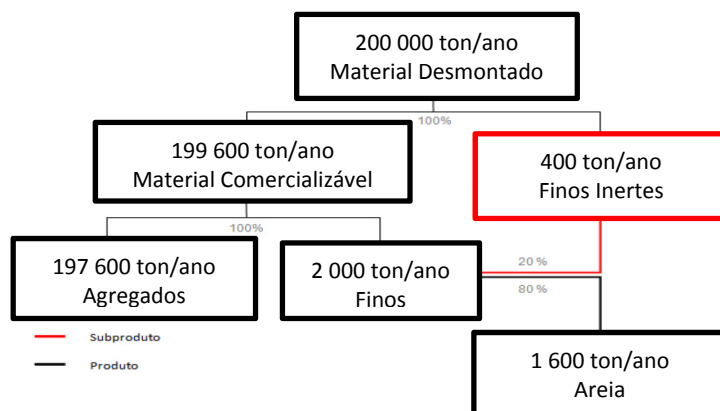 200 000 ton/ano
Material Desmontado
100%
199 600 ton/ano
Material Comercializável
400 ton/ano
Finos Inertes
100%
197 600 ton/ano
Agregados
2 000 ton/ano
Finos
20 %
80 %
Subproduto
Produto
1 600 ton/ano
Areia